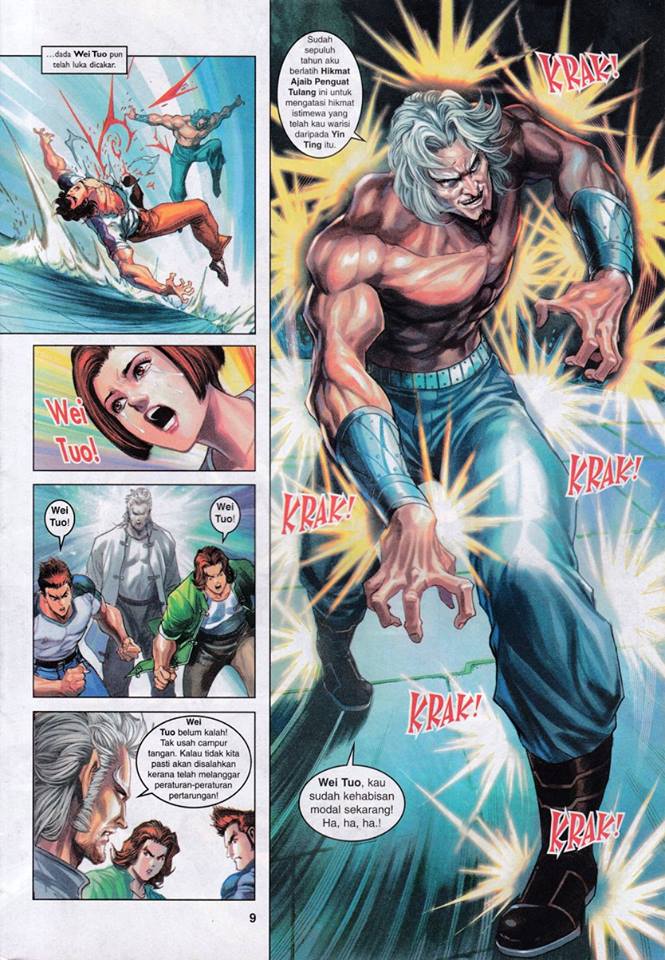 ...dada Wei Tuo pun
telah luka dicakar.
Wei
Tuo!
Wei
Tuo!
Wei
Tuo!
Wei
Tuo belum kalah!
Tak usah campur
tangan. Kalau tidak kita
pasti akan disalahkan
kerana telah melanggar
peraturan-peraturan
pertarungan!
Sudah
sepuluh
tahun aku
berlatih Hikmat
Ajaib Penguat
Tulang ini untuk
mengatasi hikmat
istimewa yang
telah kau warisi
daripada Yin
Ting itu.
KRAK!
KRAK!
KRAK!
KRAK!
KRAK!
Wei Tuo, kau
sudah kehabisan
modal sekarang!
Ha, ha, ha.!
9